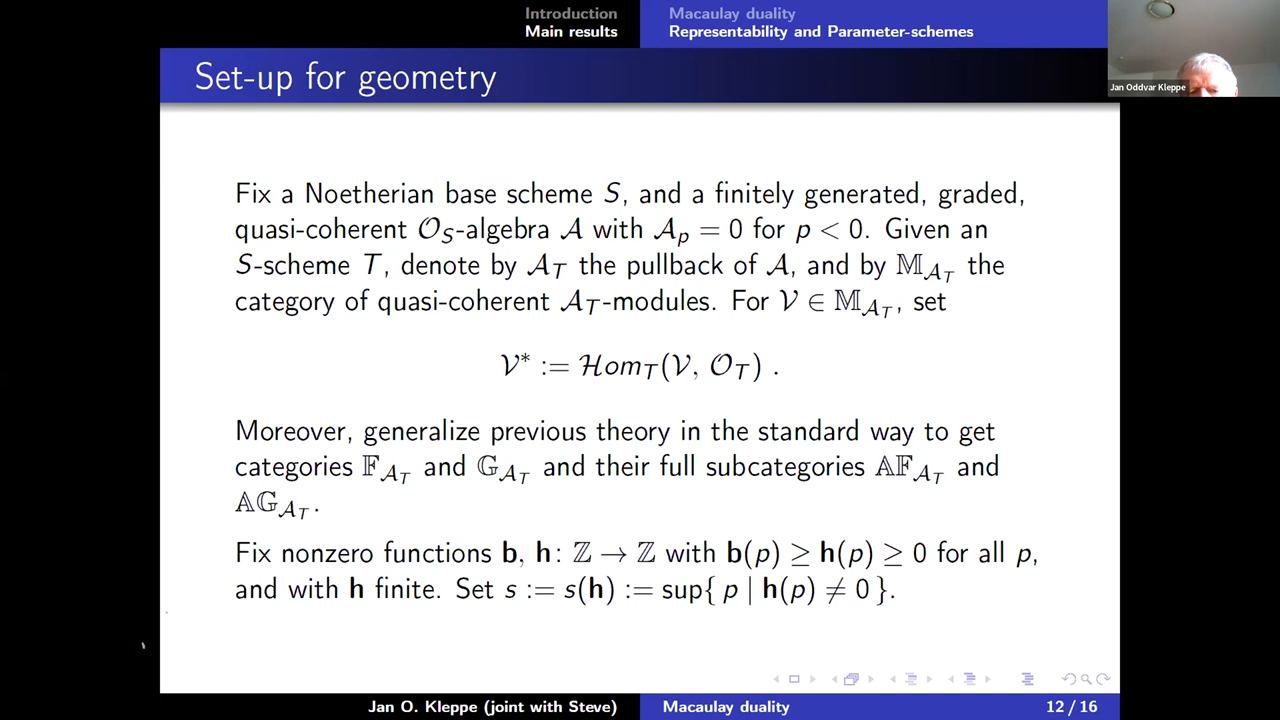 Introduction
Main results
Macaulay duality
Representability and Parameter-schemes
Jan Oddvar Kleppe
Set-up for geometry
Fix a Noetherian base scheme S, and a finitely generated, graded,
quasi-coherent 𝒪_S-algebra 𝒜 with 𝒜_p = 0 for p < 0. Given an
S-scheme T, denote by 𝒜_T the pullback of 𝒜, and by 𝕄_{𝒜_T} the
category of quasi-coherent 𝒜_T-modules. For 𝒱 ∈ 𝕄_{𝒜_T}, set
𝒱* := ℋom_T(𝒱, 𝒪_T) .
Moreover, generalize previous theory in the standard way to get
categories 𝔽_{𝒜_T} and 𝔾_{𝒜_T} and their full subcategories 𝔸𝔽_{𝒜_T} and
𝔸𝔾_{𝒜_T}.
Fix nonzero functions b, h: ℤ → ℤ with b(p) ≥ h(p) ≥ 0 for all p,
and with h finite. Set s := s(h) := sup{ p | h(p) ≠ 0 }.
Jan O. Kleppe (joint with Steve)
Macaulay duality
12 / 16